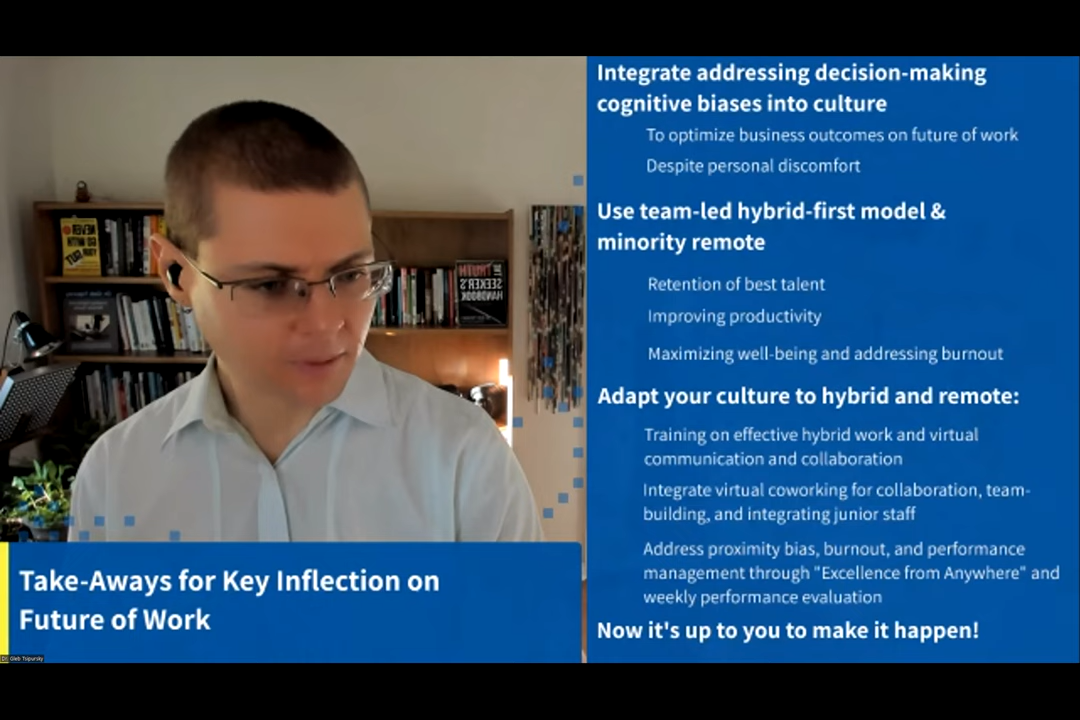 Integrate addressing decision-making
cognitive biases into culture
To optimize business outcomes on future of work
Despite personal discomfort
Use team-led hybrid-first model &
minority remote
Retention of best talent
Improving productivity
Maximizing well-being and addressing burnout
Adapt your culture to hybrid and remote:
Training on effective hybrid work and virtual
communication and collaboration
Integrate virtual coworking for collaboration, team-
building, and integrating junior staff
Address proximity bias, burnout, and performance
management through "Excellence from Anywhere" and
weekly performance evaluation
Now it's up to you to make it happen!
NEVER
GO WITH
YOUR
GUT
THE TRUTH
SEEKER'S
HANDBOOK
Take-Aways for Key Inflection on
Future of Work
Dr. Gleb Tsipursky